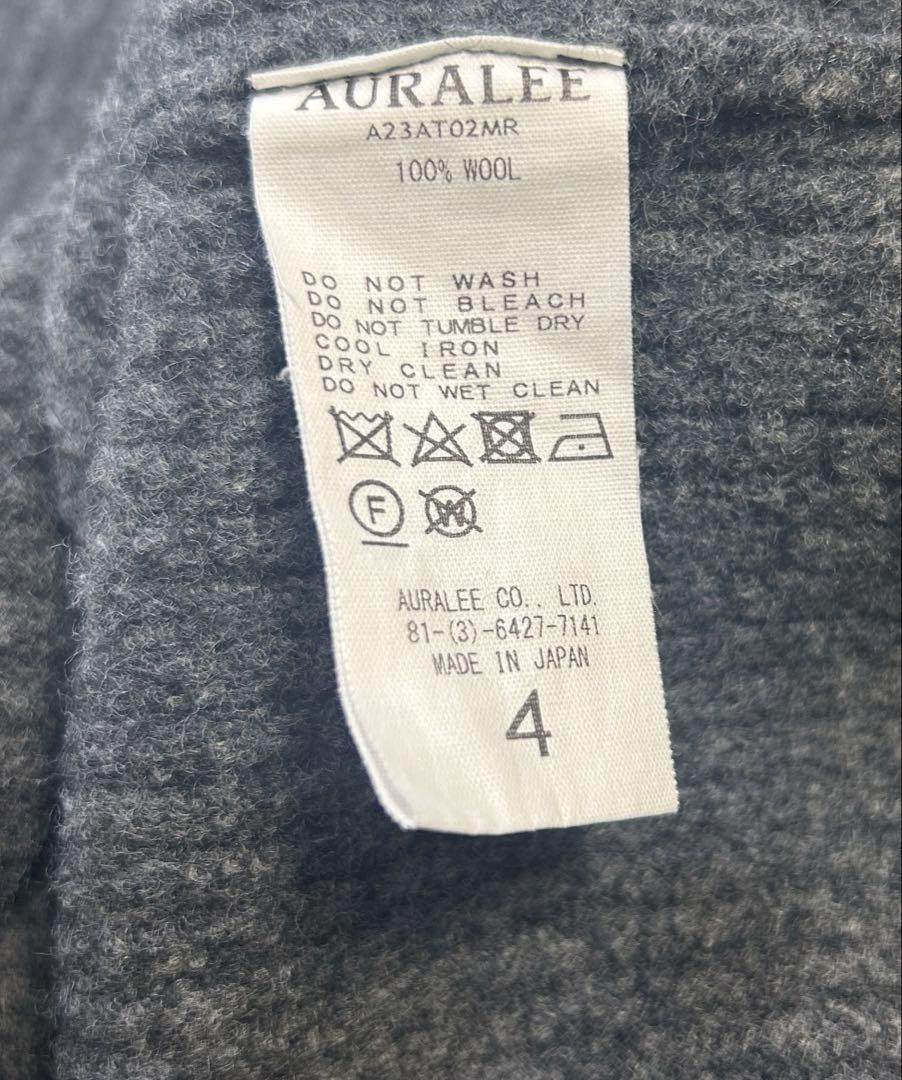 AURALEE
A23AT02MR
100% WOOL
DO NOT WASH
DO NOT BLEACH
DO NOT TUMBLE DRY
COOL IRON
DRY CLEAN
DO NOT WET CLEAN
F W
AURALEE CO., LTD.
81-(3)-6427-7141
MADE IN JAPAN
4